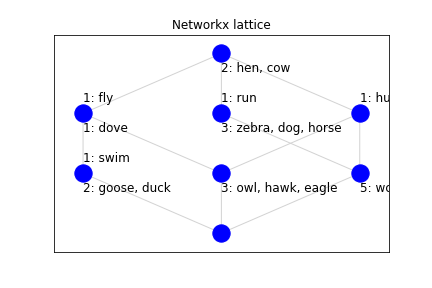 Networkx lattice
2: hen, cow
1: fly
1: run
1: hu
1: dove
3: zebra, dog, horse
1: swim
2: goose, duck
3: owl, hawk, eagle
5: wo